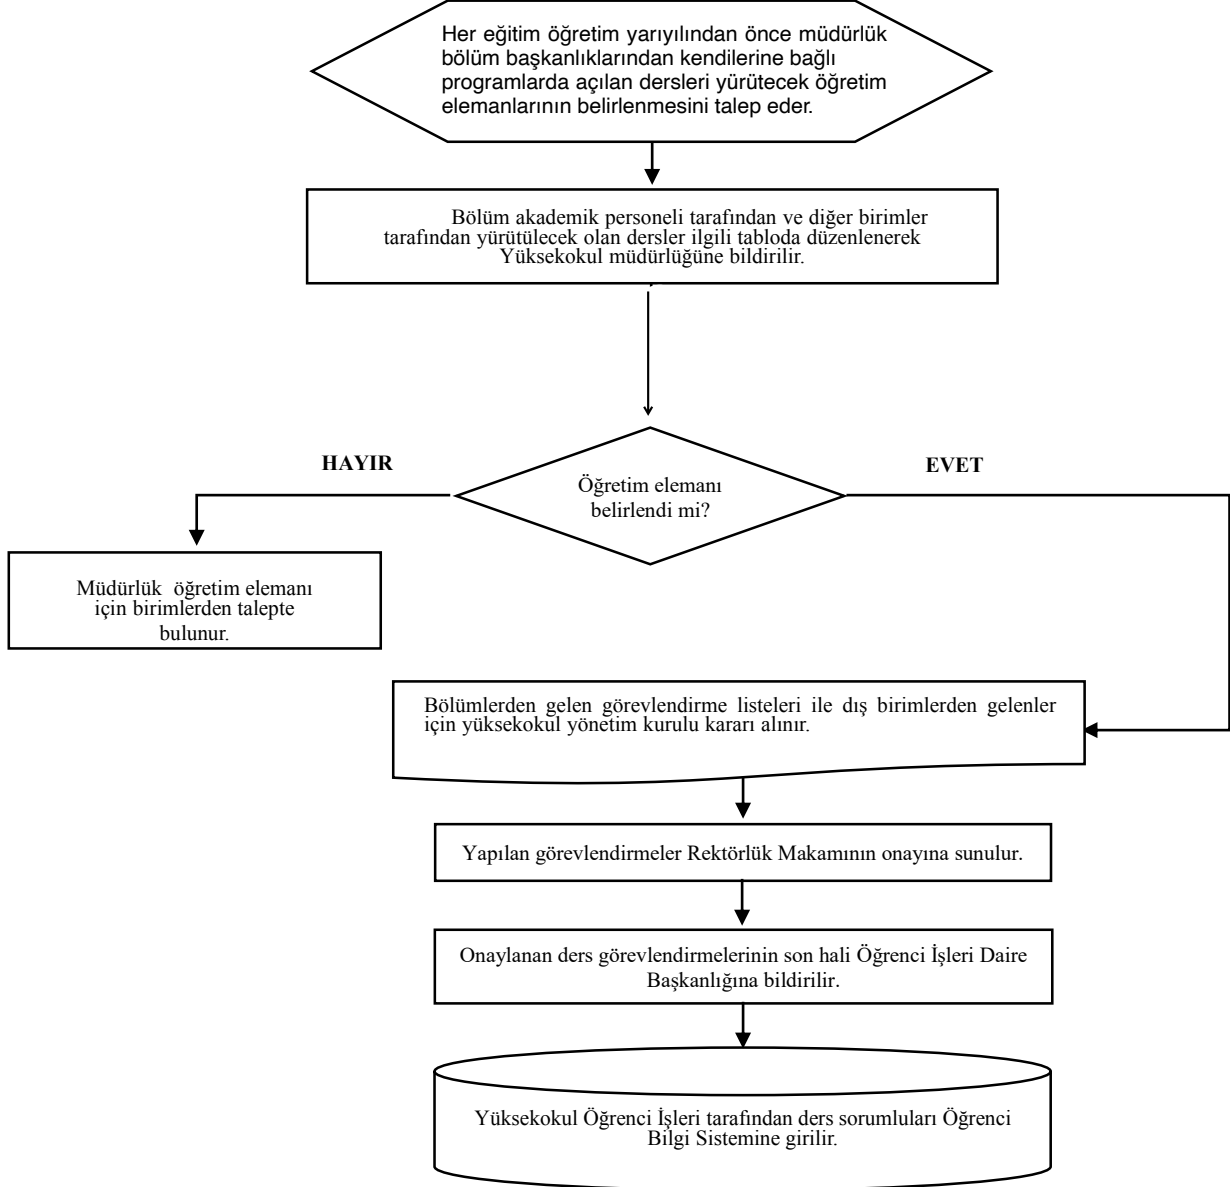 Her eğitim öğretim yarıyılından önce müdürlük
bölüm başkanlıklarından kendilerine bağlı
programlarda açılan dersleri yürütecek öğretim
elemanlarının belirlenmesini talep eder.
Bölüm akademik personeli tarafından ve diğer birimler
tarafından yürütülecek olan dersler ilgili tabloda düzenlenerek
Yüksekokul müdürlüğüne bildirilir.
HAYIR
EVET
Öğretim elemanı
belirlendi mi?
Müdürlük öğretim elemanı
için birimlerden talepte
bulunur.
Bölümlerden gelen görevlendirme listeleri ile dış birimlerden gelenler
için yüksekokul yönetim kurulu kararı alınır.
Yapılan görevlendirmeler Rektörlük Makamının onayına sunulur.
Onaylanan ders görevlendirmelerinin son hali Öğrenci İşleri Daire
Başkanlığına bildirilir.
Yüksekokul Öğrenci İşleri tarafından ders sorumluları Öğrenci
Bilgi Sistemine girilir.